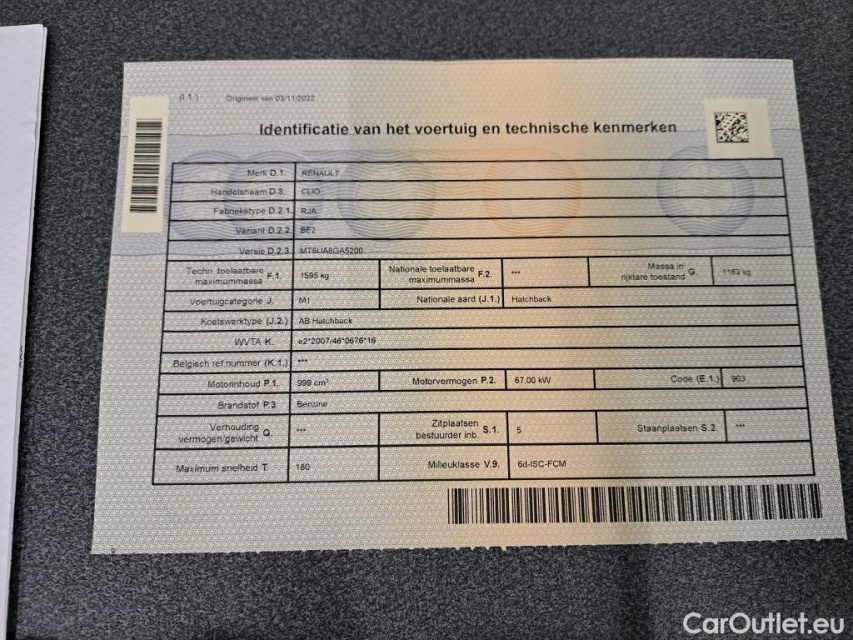 (I.1) Origineel van 03/11/2022
Identificatie van het voertuig en technische kenmerken
Merk D.1. RENAULT
Handelsnaam D.3. CLIO
Fabriekstype D.2.1. RJA
Variant D.2.2. BE2
Versie D.2.3. MT6UA8GA5200
Techn. toelaatbare maximummassa F.1. 1595 kg Nationale toelaatbare maximummassa F.2. *** Massa in rijklare toestand G. 1163 kg
Voertuigcategorie J. M1 Nationale aard (J.1.) Hatchback
Koetswerktype (J.2.) AB Hatchback
WVTA K. e2*2007/46*0676*16
Belgisch ref.nummer (K.1.) ***
Motorinhoud P.1. 999 cm³ Motorvermogen P.2. 67.00 kW Code (E.1.) 903
Brandstof P.3. Benzine
Verhouding vermogen/gewicht Q. *** Zitplaatsen bestuurder inb. S.1. 5 Staanplaatsen S.2. ***
Maximum snelheid T. 180 Milieuklasse V.9. 6d-ISC-FCM
CarOutlet.eu